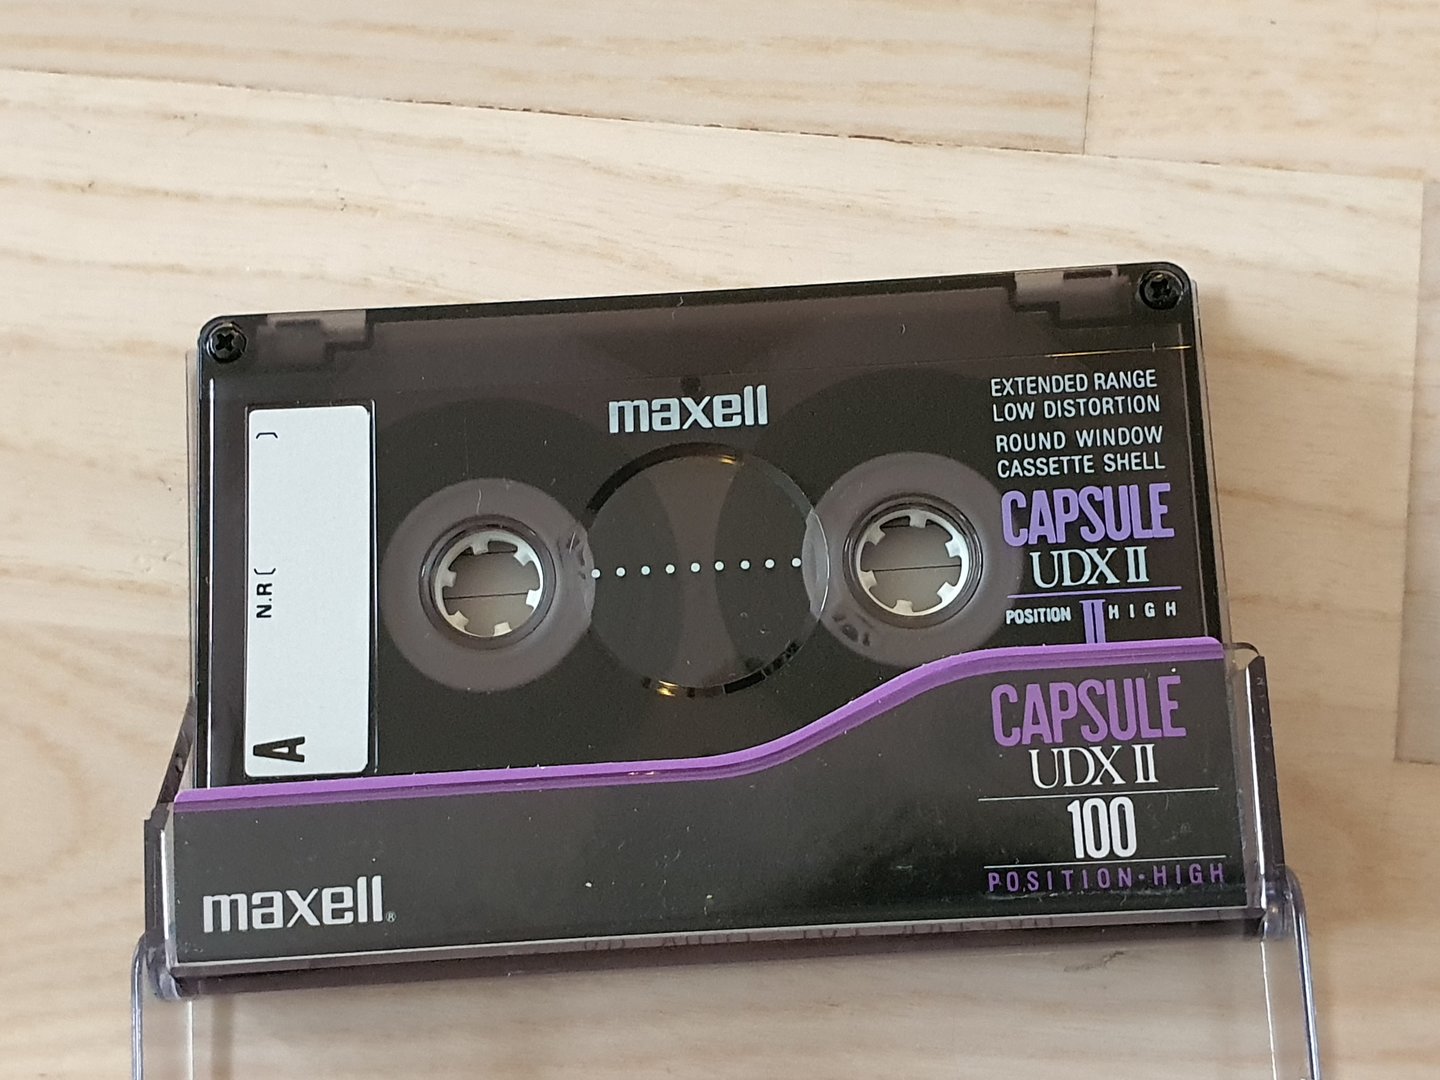 maxell
EXTENDED RANGE
LOW DISTORTION
ROUND WINDOW
CASSETTE SHELL
CAPSULE
UDX II
POSITION II HIGH
N.R ( )
A
CAPSULE
UDX II
100
POSITION•HIGH
maxell®